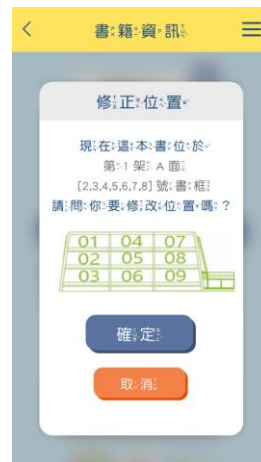 書籍資訊
修正位置
現在這本書位於
第1架A面
[2,3,4,5,6,7,8]號書框
請問你要修改位置嗎？
01 04 07
02 05 08
03 06 09
確定
取消